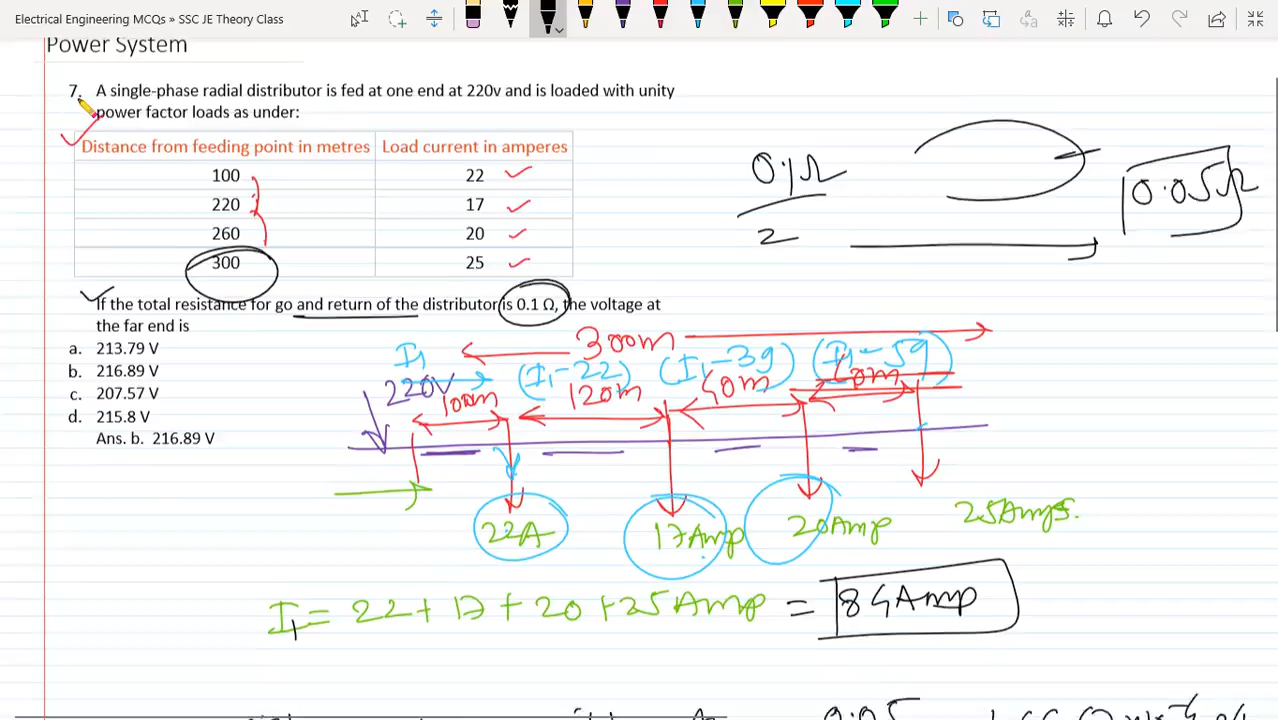 Electrical Engineering MCQs » SSC JE Theory Class
Power System
7. A single-phase radial distributor is fed at one end at 220v and is loaded with unity
power factor loads as under:
Distance from feeding point in metres Load current in amperes
100 22
220 17
260 20
300 25
If the total resistance for go and return of the distributor is 0.1 Ω, the voltage at
the far end is
a. 213.79 V
b. 216.89 V
c. 207.57 V
d. 215.8 V
Ans. b. 216.89 V
0.1Ω
2
0.05Ω
300m
I1 (I1-22) (I1-39) (I1-59)
220V 100m 120m 40m 40m
22A 17Amp 20Amp 25Amps.
I1 = 22 + 17 + 20 + 25 Amp = 84Amp
0.05